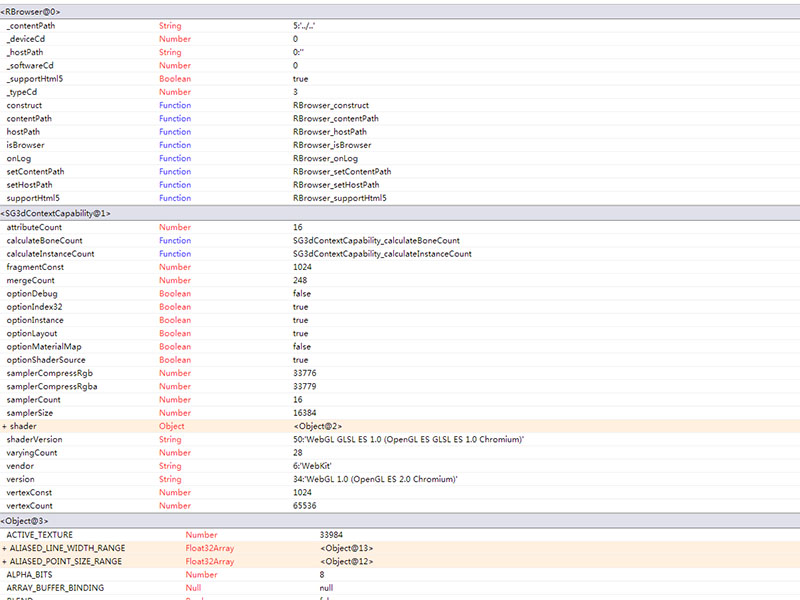 <RBrowser@0>
_contentPath String 5:'../..'
_deviceCd Number 0
_hostPath String 0:''
_softwareCd Number 0
_supportHtml5 Boolean true
_typeCd Number 3
construct Function RBrowser_construct
contentPath Function RBrowser_contentPath
hostPath Function RBrowser_hostPath
isBrowser Function RBrowser_isBrowser
onLog Function RBrowser_onLog
setContentPath Function RBrowser_setContentPath
setHostPath Function RBrowser_setHostPath
supportHtml5 Function RBrowser_supportHtml5
<SG3dContextCapability@1>
attributeCount Number 16
calculateBoneCount Function SG3dContextCapability_calculateBoneCount
calculateInstanceCount Function SG3dContextCapability_calculateInstanceCount
fragmentConst Number 1024
mergeCount Number 248
optionDebug Boolean false
optionIndex32 Boolean true
optionInstance Boolean true
optionLayout Boolean true
optionMaterialMap Boolean false
optionShaderSource Boolean true
samplerCompressRgb Number 33776
samplerCompressRgba Number 33779
samplerCount Number 16
samplerSize Number 16384
+ shader Object <Object@2>
shaderVersion String 50:'WebGL GLSL ES 1.0 (OpenGL ES GLSL ES 1.0 Chromium)'
varyingCount Number 28
vendor String 6:'WebKit'
version String 34:'WebGL 1.0 (OpenGL ES 2.0 Chromium)'
vertexConst Number 1024
vertexCount Number 65536
<Object@3>
ACTIVE_TEXTURE Number 33984
+ ALIASED_LINE_WIDTH_RANGE Float32Array <Object@13>
+ ALIASED_POINT_SIZE_RANGE Float32Array <Object@12>
ALPHA_BITS Number 8
ARRAY_BUFFER_BINDING Null null